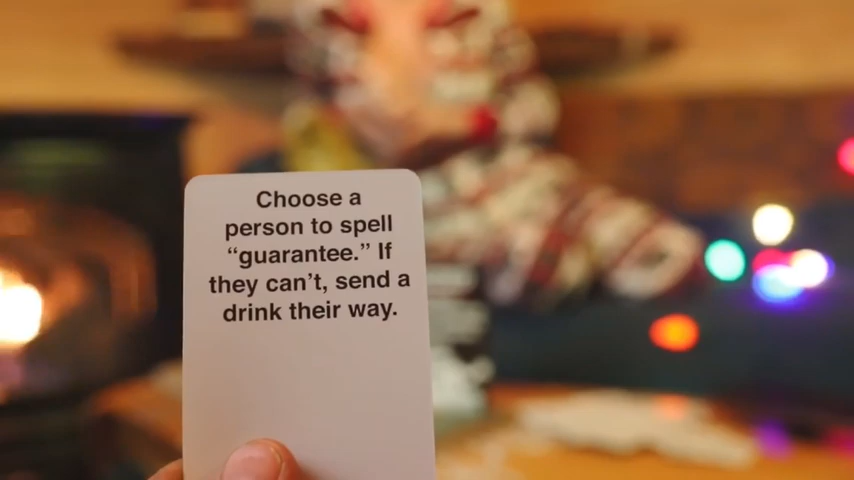 Choose a
person to spell
“guarantee.” If
they can’t, send a
drink their way.